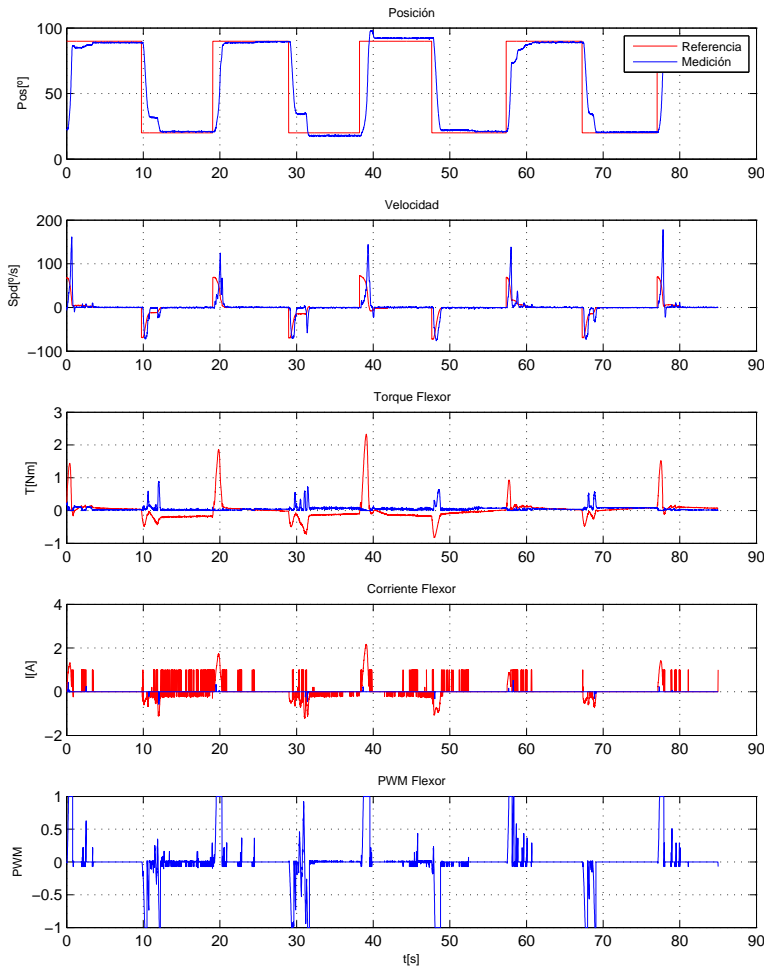 Posición
100
50
0
Pos[º]
Referencia
Medición
0 10 20 30 40 50 60 70 80 90
Velocidad
200
100
0
−100
Spd[º/s]
0 10 20 30 40 50 60 70 80 90
Torque Flexor
3
2
1
0
−1
T[Nm]
0 10 20 30 40 50 60 70 80 90
Corriente Flexor
4
2
0
−2
I[A]
0 10 20 30 40 50 60 70 80 90
PWM Flexor
1
0.5
0
−0.5
−1
PWM
0 10 20 30 40 50 60 70 80 90
t[s]